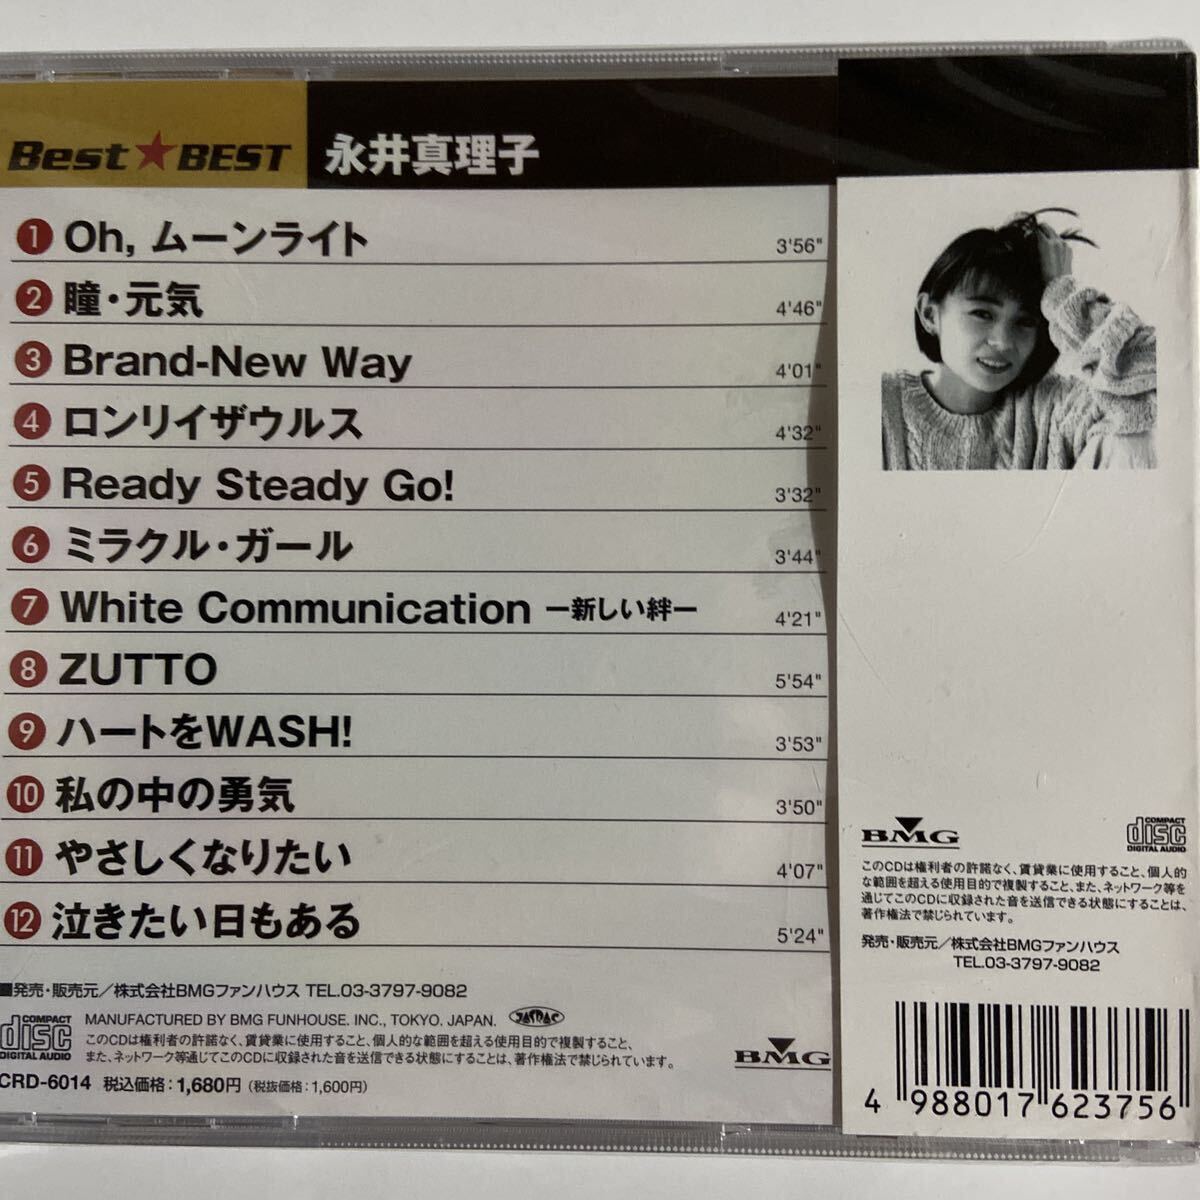 Best★BEST 永井真理子
1 Oh, ムーンライト 3'56"
2 瞳・元気 4'46"
3 Brand-New Way 4'01"
4 ロンリイザウルス 4'32"
5 Ready Steady Go! 3'32"
6 ミラクル・ガール 3'44"
7 White Communication ー新しい絆ー 4'21"
8 ZUTTO 5'54"
9 ハートをWASH! 3'53"
10 私の中の勇気 3'50"
11 やさしくなりたい 4'07"
12 泣きたい日もある 5'24"
■発売・販売元／株式会社BMGファンハウス TEL.03-3797-9082
COMPACT disc DIGITAL AUDIO
MANUFACTURED BY BMG FUNHOUSE. INC., TOKYO. JAPAN. JASRAC
このCDは権利者の許諾なく、賃貸業に使用すること、個人的な範囲を超える使用目的で複製すること、
また、ネットワーク等通じてこのCDに収録された音を送信できる状態にすることは、著作権法で禁じられています。
BMG
CRD-6014 税込価格：1,680円（税抜価格：1,600円）
BMG
COMPACT disc DIGITAL AUDIO
このCDは権利者の許諾なく、賃貸業に使用すること、個人的
な範囲を超える使用目的で複製すること、また、ネットワーク等を
通じてこのCDに収録された音を送信できる状態にすることは、
著作権法で禁じられています。
発売・販売元／株式会社BMGファンハウス
TEL.03-3797-9082
4 988017 623756